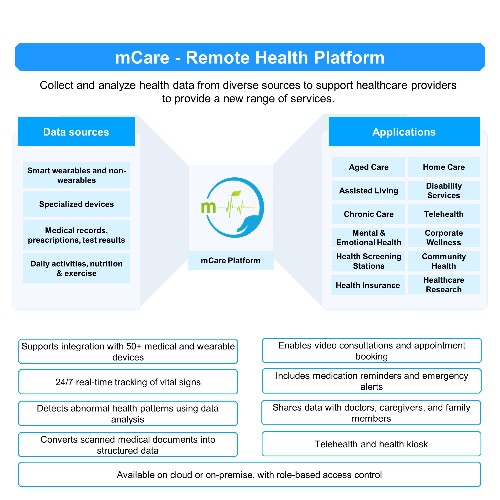 mCare - Remote Health Platform
Collect and analyze health data from diverse sources to support healthcare providers
to provide a new range of services.
Data sources
Smart wearables and non-
wearables
Specialized devices
Medical records,
prescriptions, test results
Daily activities, nutrition
& exercise
m
mCare Platform
Applications
Aged Care
Home Care
Assisted Living
Disability
Services
Chronic Care
Telehealth
Mental &
Emotional Health
Corporate
Wellness
Health Screening
Stations
Community
Health
Health Insurance
Healthcare
Research
Supports integration with 50+ medical and wearable
devices
Enables video consultations and appointment
booking
24/7 real-time tracking of vital signs
Includes medication reminders and emergency
alerts
Detects abnormal health patterns using data
analysis
Shares data with doctors, caregivers, and family
members
Converts scanned medical documents into
structured data
Telehealth and health kiosk
Available on cloud or on-premise, with role-based access control